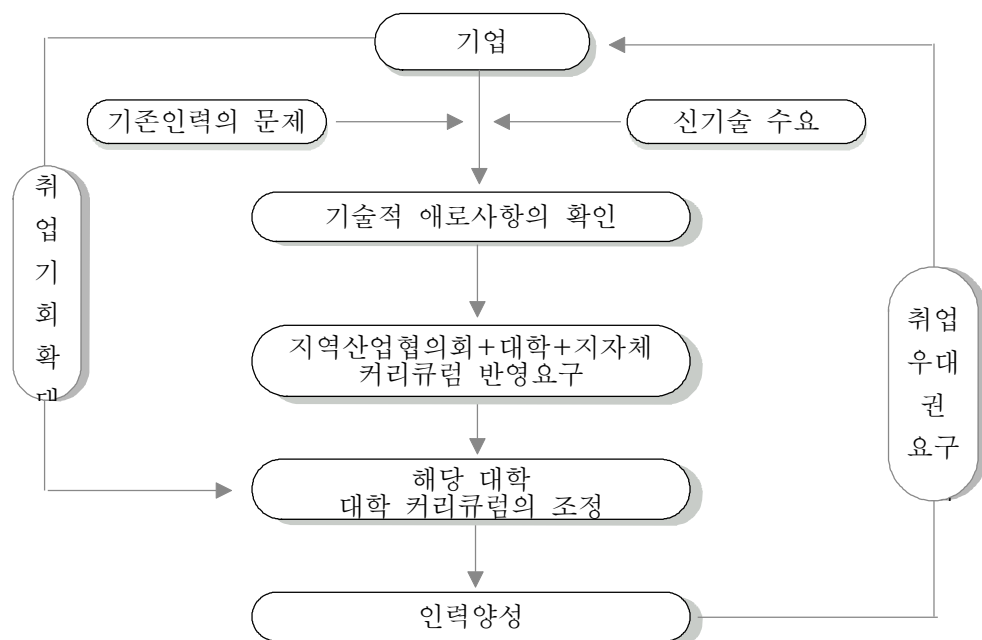 기업
기존인력의 문제
신기술 수요
취
업
기
회
확
기술적 애로사항의 확인
지역산업협의회+대학+지자체
커리큐럼 반영요구
취업
우대
권
요구
해당 대학
대학 커리큐럼의 조정
인력양성